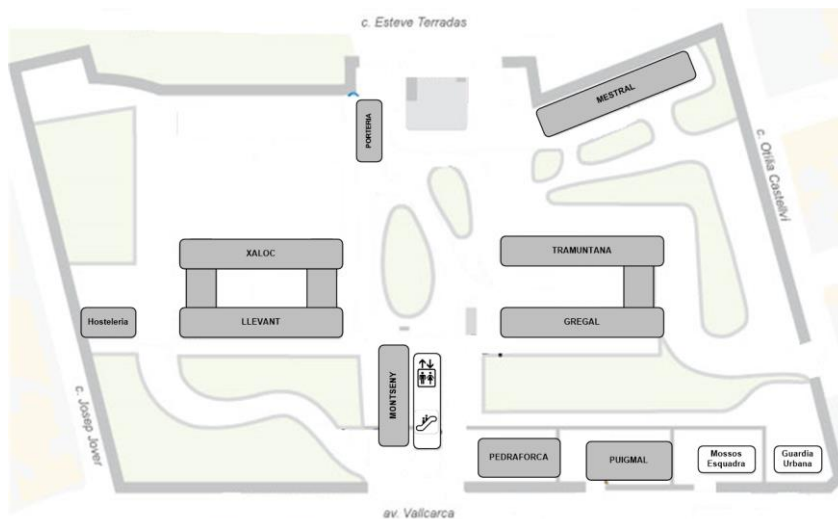 c. Esteve Terradas
MESTRAL
PORTERIA
c. Otília Castellví
XALOC
TRAMUNTANA
Hosteleria
LLEVANT
GREGAL
MONTSENY
c. Josep Jover
PEDRAFORCA
PUIGMAL
Mossos
Esquadra
Guardia
Urbana
av. Vallcarca